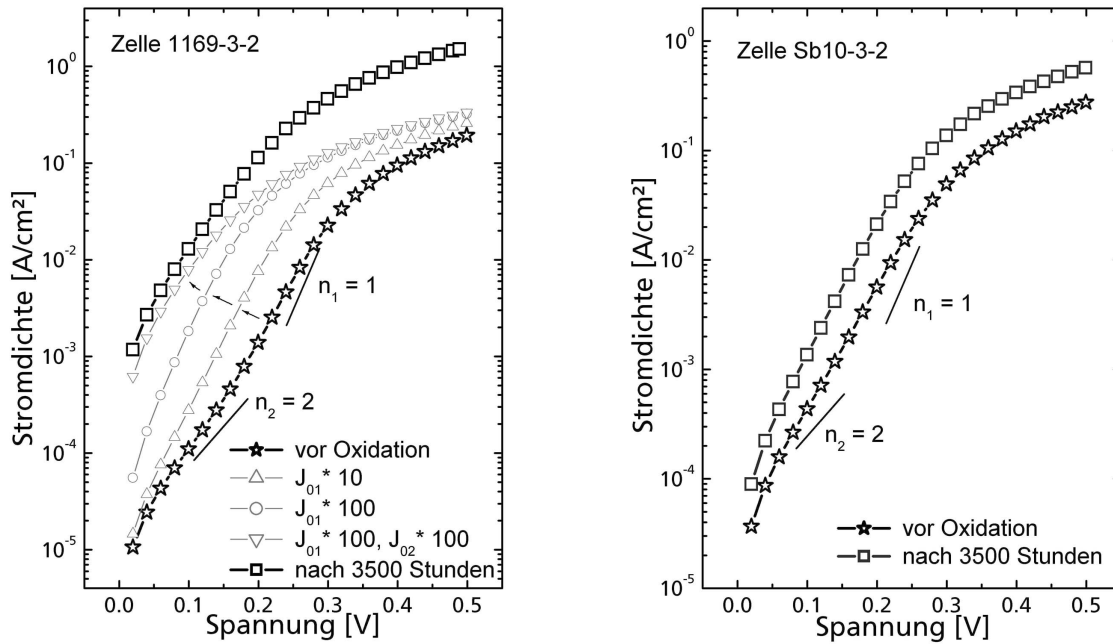 Zelle 1169-3-2
Stromdichte [A/cm²]
10⁰
10⁻¹
10⁻²
10⁻³
10⁻⁴
10⁻⁵
n₁ = 1
n₂ = 2
vor Oxidation
J₀₁* 10
J₀₁* 100
J₀₁* 100, J₀₂* 100
nach 3500 Stunden
0.0 0.1 0.2 0.3 0.4 0.5
Spannung [V]
Zelle Sb10-3-2
Stromdichte [A/cm²]
10⁰
10⁻¹
10⁻²
10⁻³
10⁻⁴
10⁻⁵
n₁ = 1
n₂ = 2
vor Oxidation
nach 3500 Stunden
0.0 0.1 0.2 0.3 0.4 0.5
Spannung [V]